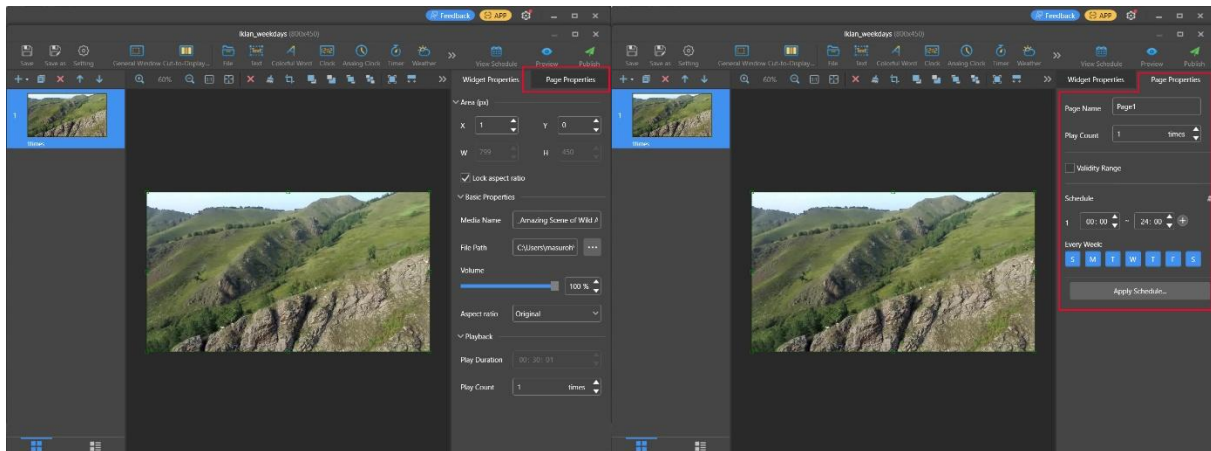 Feedback APP
iklan_weekdays (800x450)
Save Save as Setting General Window Cut-to-Display... File Text Colorful Word Clock Analog Clock Timer Weather View Schedule Preview Publish
60% Widget Properties Page Properties
1
Area (px)
X 1 Y 0
W 799 H 450
Lock aspect ratio
Basic Properties
Media Name _Amazing Scene of Wild A
File Path C:\Users\masuroh\ ...
Volume
100 %
Aspect ratio Original
Playback
Play Duration 00: 30: 01
Play Count 1 times
Feedback APP
iklan_weekdays (800x450)
Save Save as Setting General Window Cut-to-Display... File Text Colorful Word Clock Analog Clock Timer Weather View Schedule Preview Publish
60% Widget Properties Page Properties
1
Page Name Page1
Play Count 1 times
Validity Range
Schedule
1 00: 00 ~ 24: 00
Every Week:
S M T W T F S
Apply Schedule...